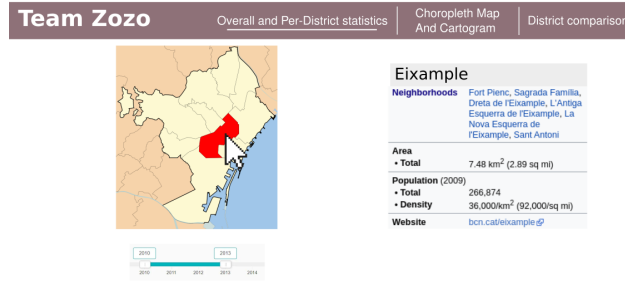 Team Zozo
Overall and Per-District statistics
Choropleth Map
And Cartogram
District comparison
Eixample
Neighborhoods
Fort Pienc, Sagrada Família,
Dreta de l'Eixample, L'Antiga
Esquerra de l'Eixample, La
Nova Esquerra de
l'Eixample, Sant Antoni
Area
• Total 7.48 km² (2.89 sq mi)
Population (2009)
• Total 266,874
• Density 36,000/km² (92,000/sq mi)
Website bcn.cat/eixample
2010 2013
2010 2011 2012 2013 2014